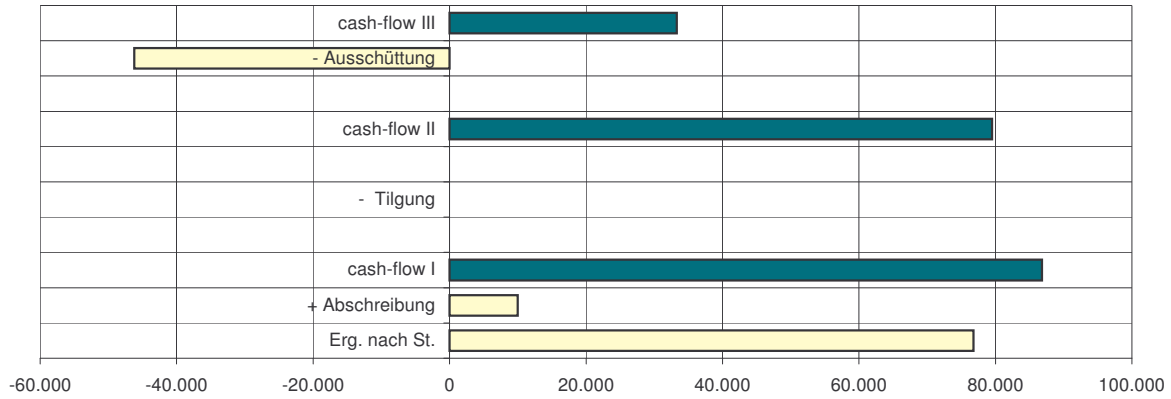 cash-flow III
- Ausschüttung
cash-flow II
- Tilgung
cash-flow I
+ Abschreibung
Erg. nach St.
-60.000 -40.000 -20.000 0 20.000 40.000 60.000 80.000 100.000